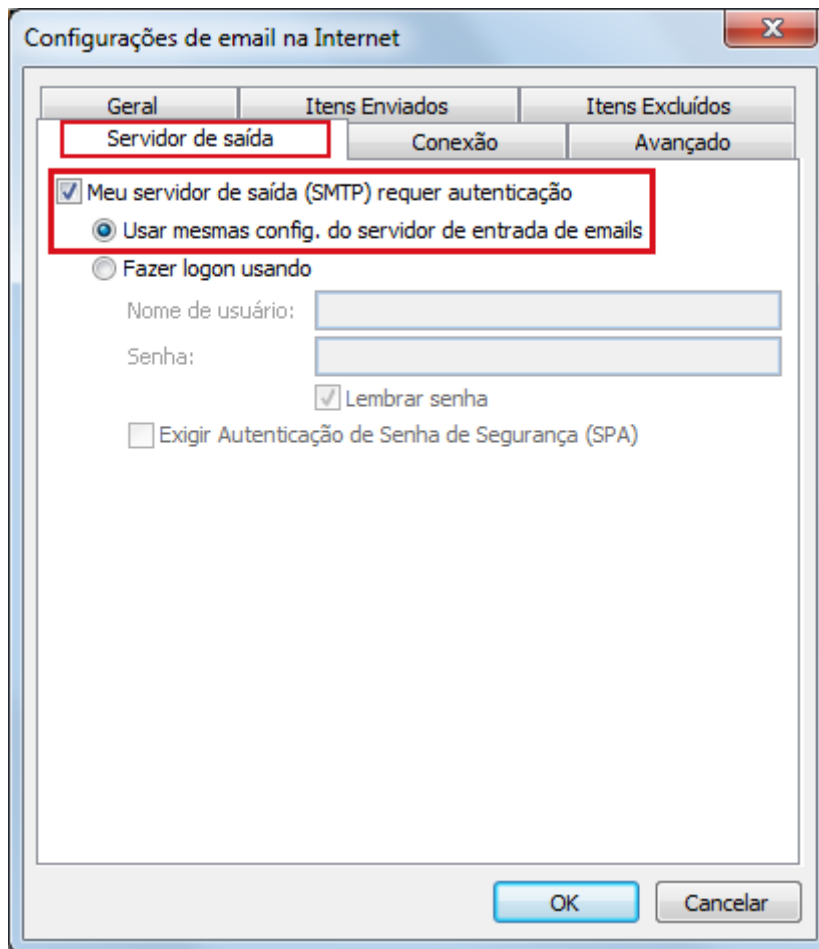 Configurações de email na Internet
Geral Itens Enviados Itens Excluídos
Servidor de saída Conexão Avançado
Meu servidor de saída (SMTP) requer autenticação
Usar mesmas config. do servidor de entrada de emails
Fazer logon usando
Nome de usuário:
Senha:
Lembrar senha
Exigir Autenticação de Senha de Segurança (SPA)
OK Cancelar